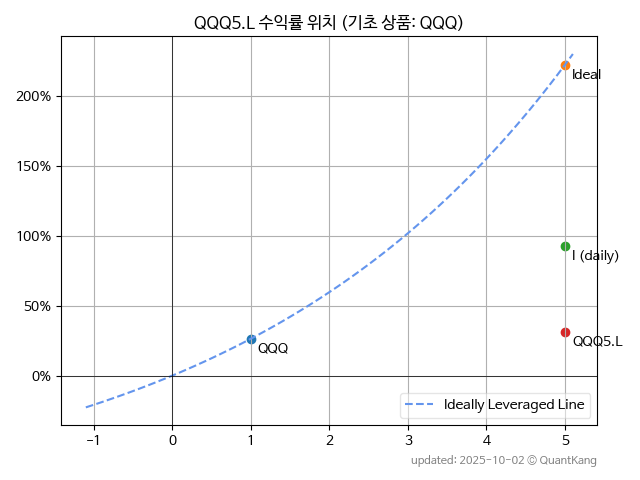 QQQ5.L 수익률 위치 (기초 상품: QQQ)
200%
150%
100%
50%
0%
Ideal
I (daily)
QQQ5.L
QQQ
Ideally Leveraged Line
−1 0 1 2 3 4 5
updated: 2025-10-02 © QuantKang